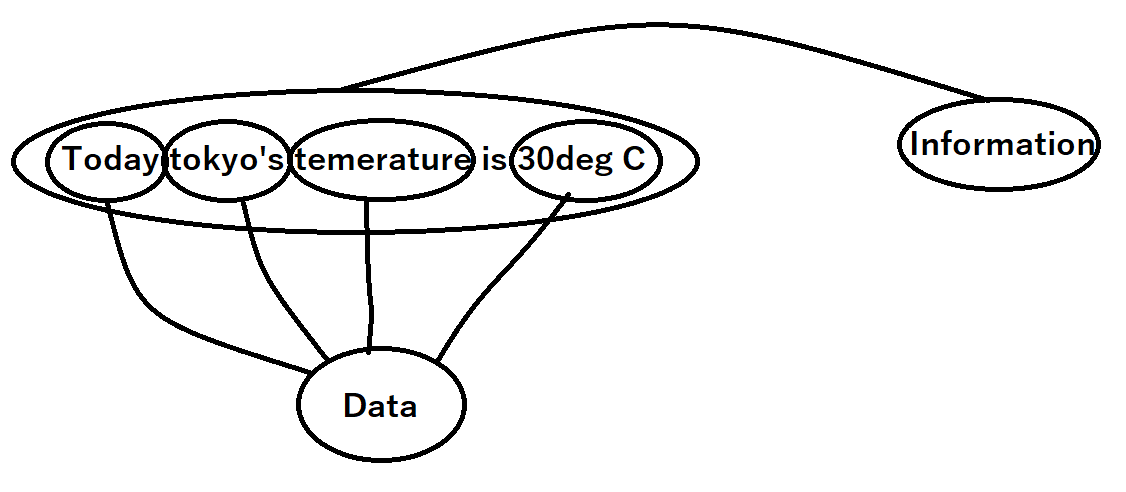 Today tokyo's temerature is 30deg C
Information
Data